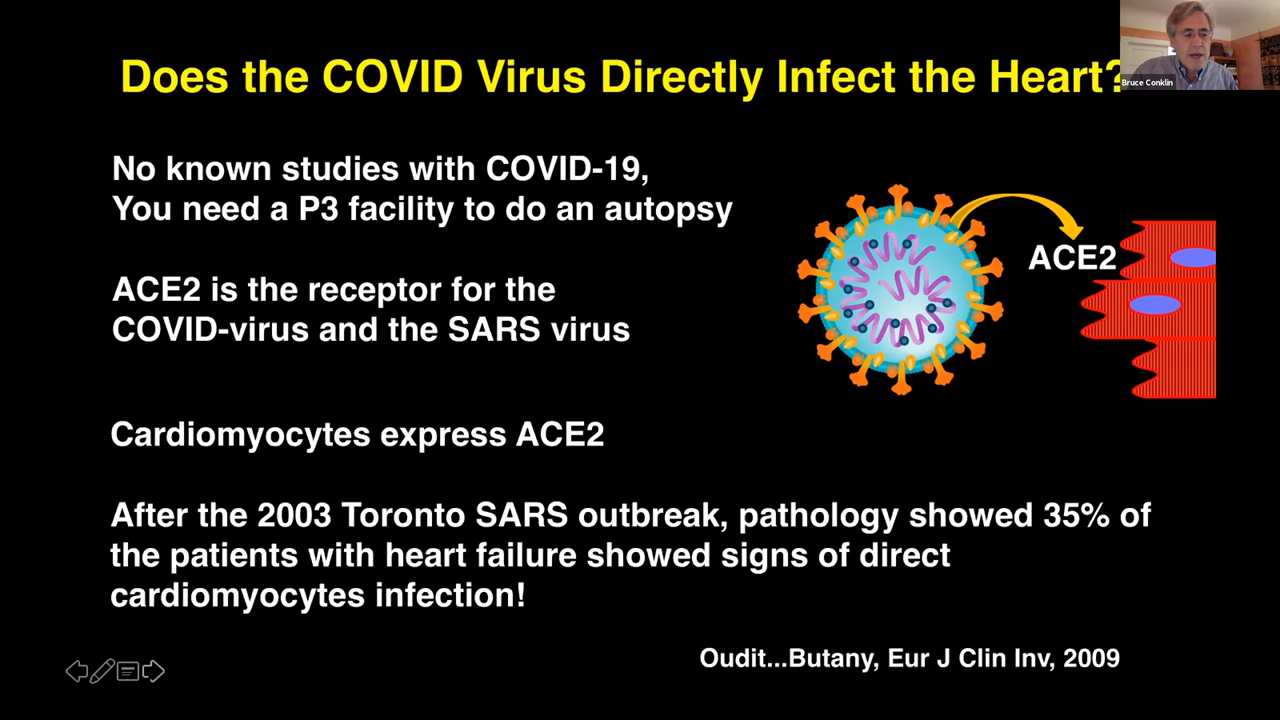 Does the COVID Virus Directly Infect the Heart?
Bruce Conklin
No known studies with COVID-19,
You need a P3 facility to do an autopsy
ACE2
ACE2 is the receptor for the
COVID-virus and the SARS virus
Cardiomyocytes express ACE2
After the 2003 Toronto SARS outbreak, pathology showed 35% of
the patients with heart failure showed signs of direct
cardiomyocytes infection!
Oudit...Butany, Eur J Clin Inv, 2009